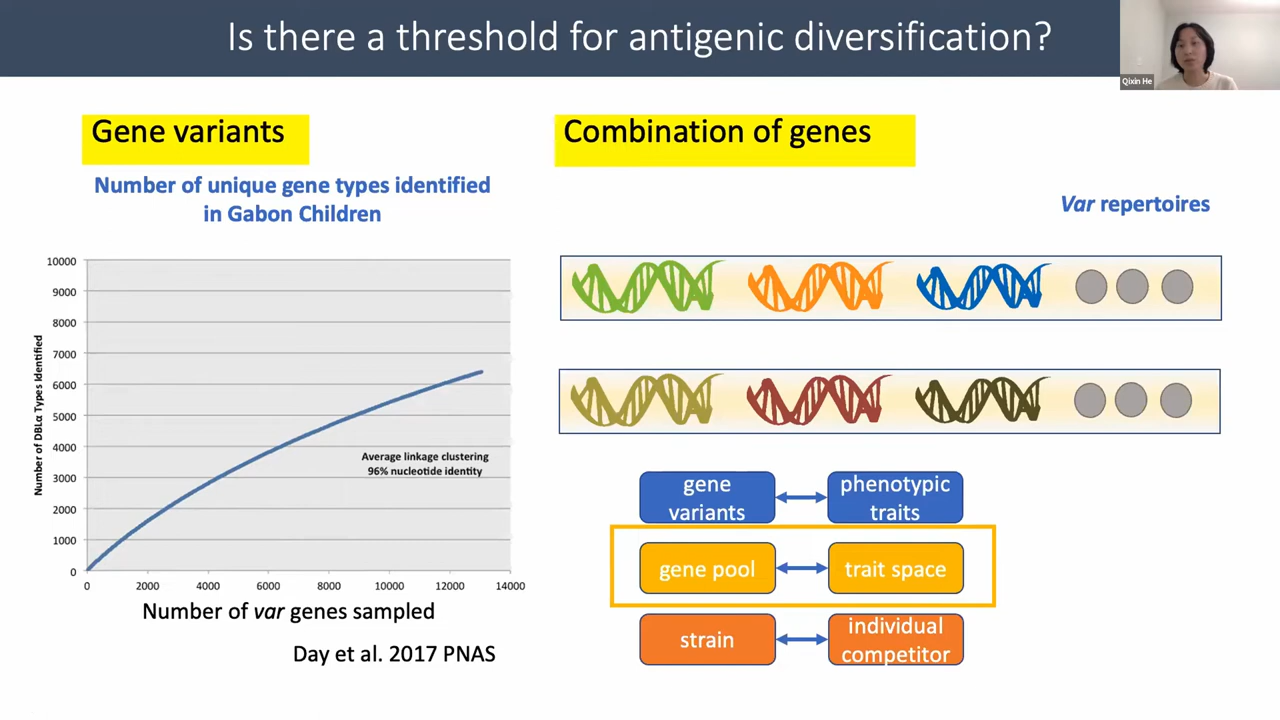 Is there a threshold for antigenic diversification?
Qixin He
Gene variants
Number of unique gene types identified
in Gabon Children
10000
9000
8000
7000
6000
5000
4000
3000
2000
1000
0
Number of DBLα Types Identified
Average linkage clustering
96% nucleotide identity
0 2000 4000 6000 8000 10000 12000 14000
Number of var genes sampled
Day et al. 2017 PNAS
Combination of genes
Var repertoires
gene
variants
phenotypic
traits
gene pool
trait space
strain
individual
competitor